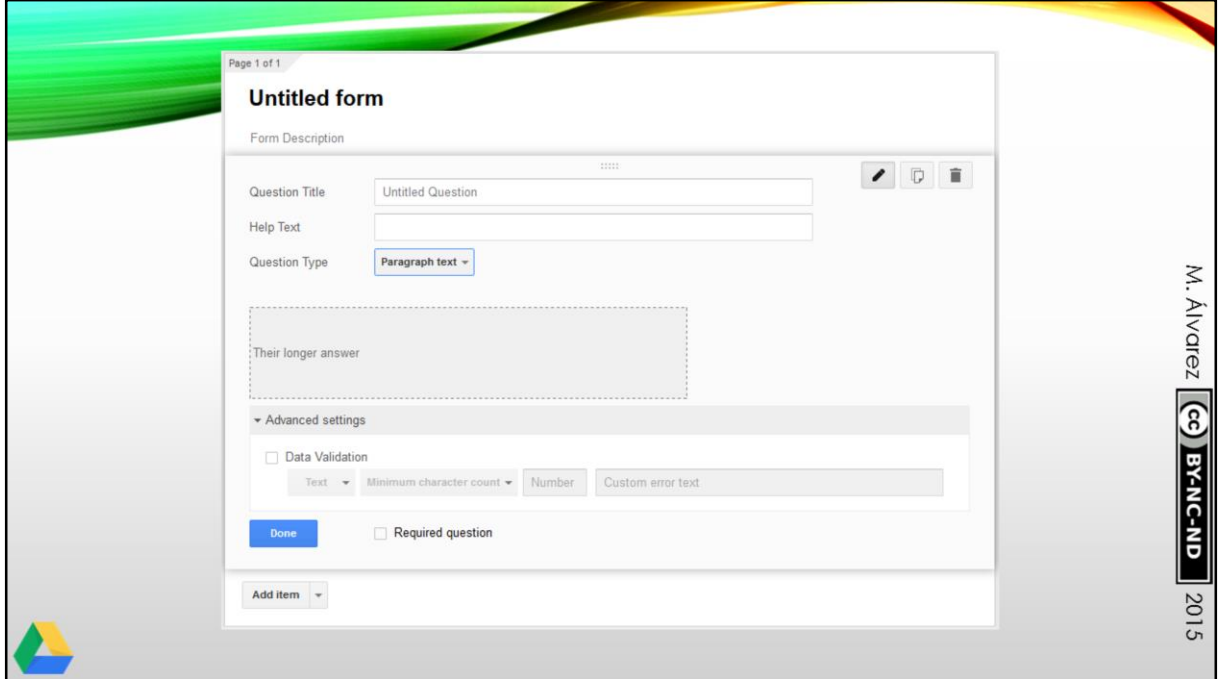 Page 1 of 1
Untitled form
Form Description
Question Title Untitled Question
Help Text
Question Type Paragraph text
Their longer answer
Advanced settings
Data Validation
Text Minimum character count Number Custom error text
Done Required question
Add item
M. Álvarez cc BY-NC-ND 2015